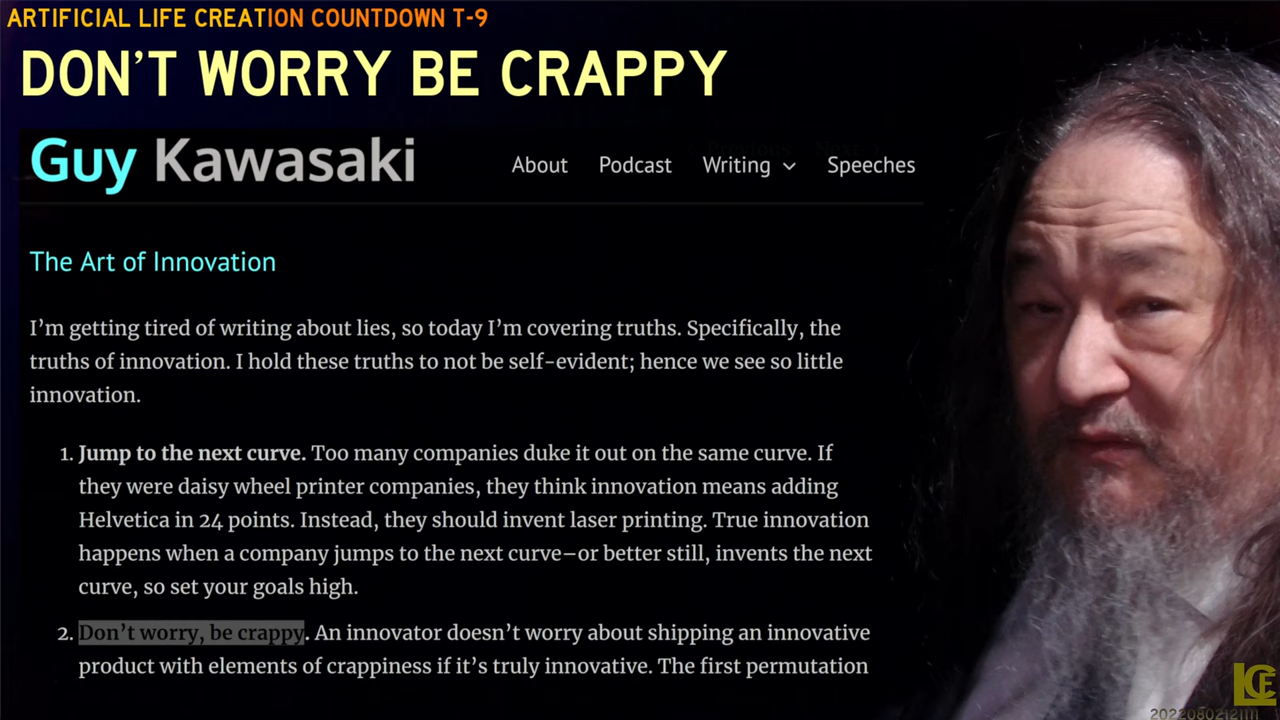 ARTIFICIAL LIFE CREATION COUNTDOWN T-9
DON'T WORRY BE CRAPPY
Guy Kawasaki
About Podcast Writing Speeches
The Art of Innovation
I'm getting tired of writing about lies, so today I'm covering truths. Specifically, the
truths of innovation. I hold these truths to not be self-evident; hence we see so little
innovation.
1. Jump to the next curve. Too many companies duke it out on the same curve. If
they were daisy wheel printer companies, they think innovation means adding
Helvetica in 24 points. Instead, they should invent laser printing. True innovation
happens when a company jumps to the next curve–or better still, invents the next
curve, so set your goals high.
2. Don't worry, be crappy. An innovator doesn't worry about shipping an innovative
product with elements of crappiness if it's truly innovative. The first permutation